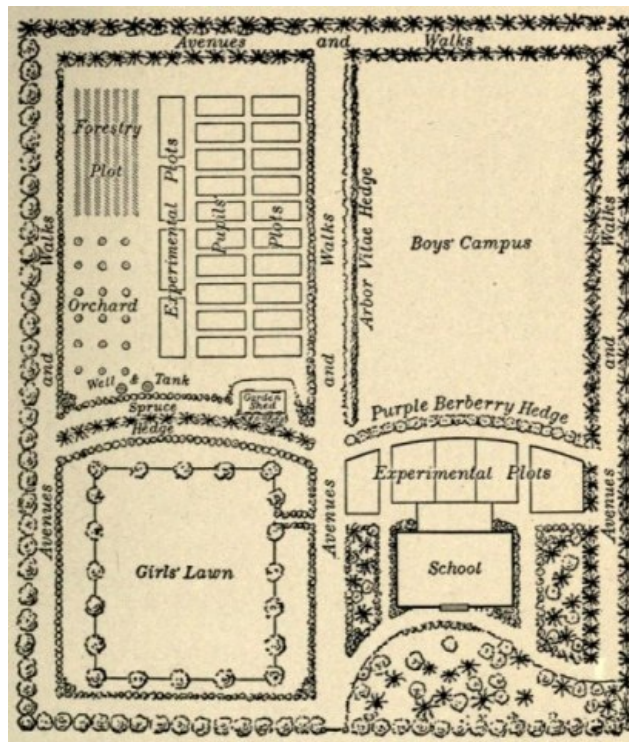 Avenues and Walks
Forestry
Plot
Experimental Plots
Pupils' Plots
Walks and Avenues
Orchard
Well & Tank
Garden
Shed
Spruce
Hedge
Girls' Lawn
Walks and Avenues
Arbor Vitae Hedge
Boys' Campus
Purple Berberry Hedge
Experimental Plots
School
Walks and Avenues